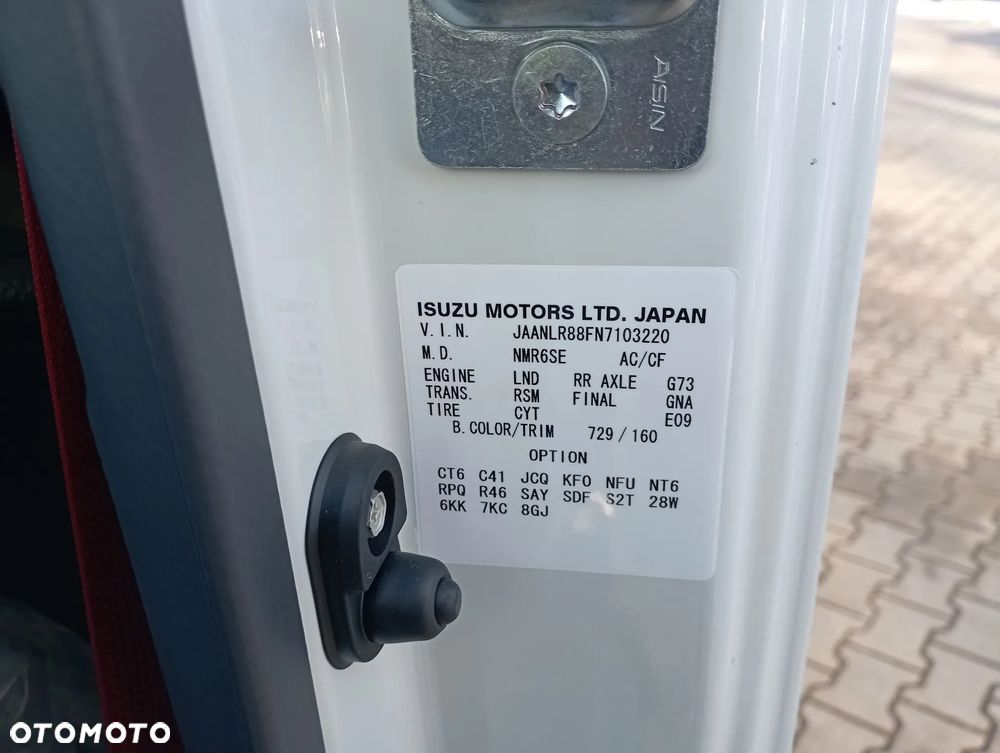 AISIN
ISUZU MOTORS LTD. JAPAN
V.I.N. JAANLR88FN7103220
M.D. NMR6SE AC/CF
ENGINE LND RR AXLE G73
TRANS. RSM FINAL GNA
TIRE CYT E09
B.COLOR/TRIM 729/160
OPTION
CT6 C41 JCQ KFO NFU NT6
RPQ R46 SAY SDF S2T 28W
6KK 7KC 8GJ
OTOMOTO